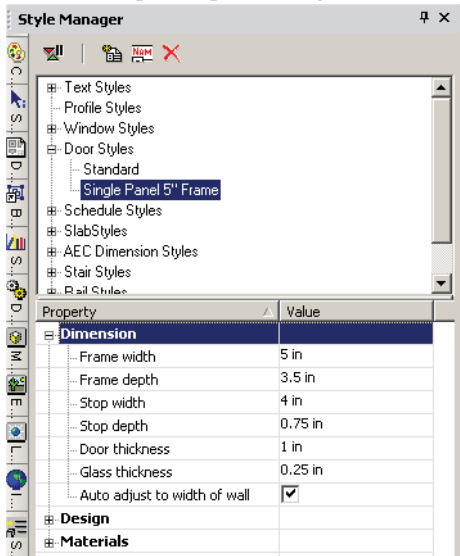 Style Manager
NAM
Text Styles
Profile Styles
Window Styles
Door Styles
Standard
Single Panel 5" Frame
Schedule Styles
SlabStyles
AEC Dimension Styles
Stair Styles
Rail Styles
Property Value
Dimension
Frame width 5 in
Frame depth 3.5 in
Stop width 4 in
Stop depth 0.75 in
Door thickness 1 in
Glass thickness 0.25 in
Auto adjust to width of wall
Design
Materials
C...
S...
D...
B...
S...
D...
M...
E...
L...
I...
S